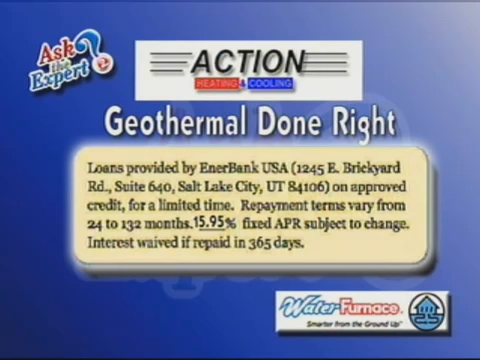 Ask
the
Expert
ACTION
HEATING & COOLING
Geothermal Done Right
Loans provided by EnerBank USA (1245 E. Brickyard
Rd., Suite 640, Salt Lake City, UT 84106) on approved
credit, for a limited time. Repayment terms vary from
24 to 132 months.15.95% fixed APR subject to change.
Interest waived if repaid in 365 days.
WaterFurnace
Smarter from the Ground Up™